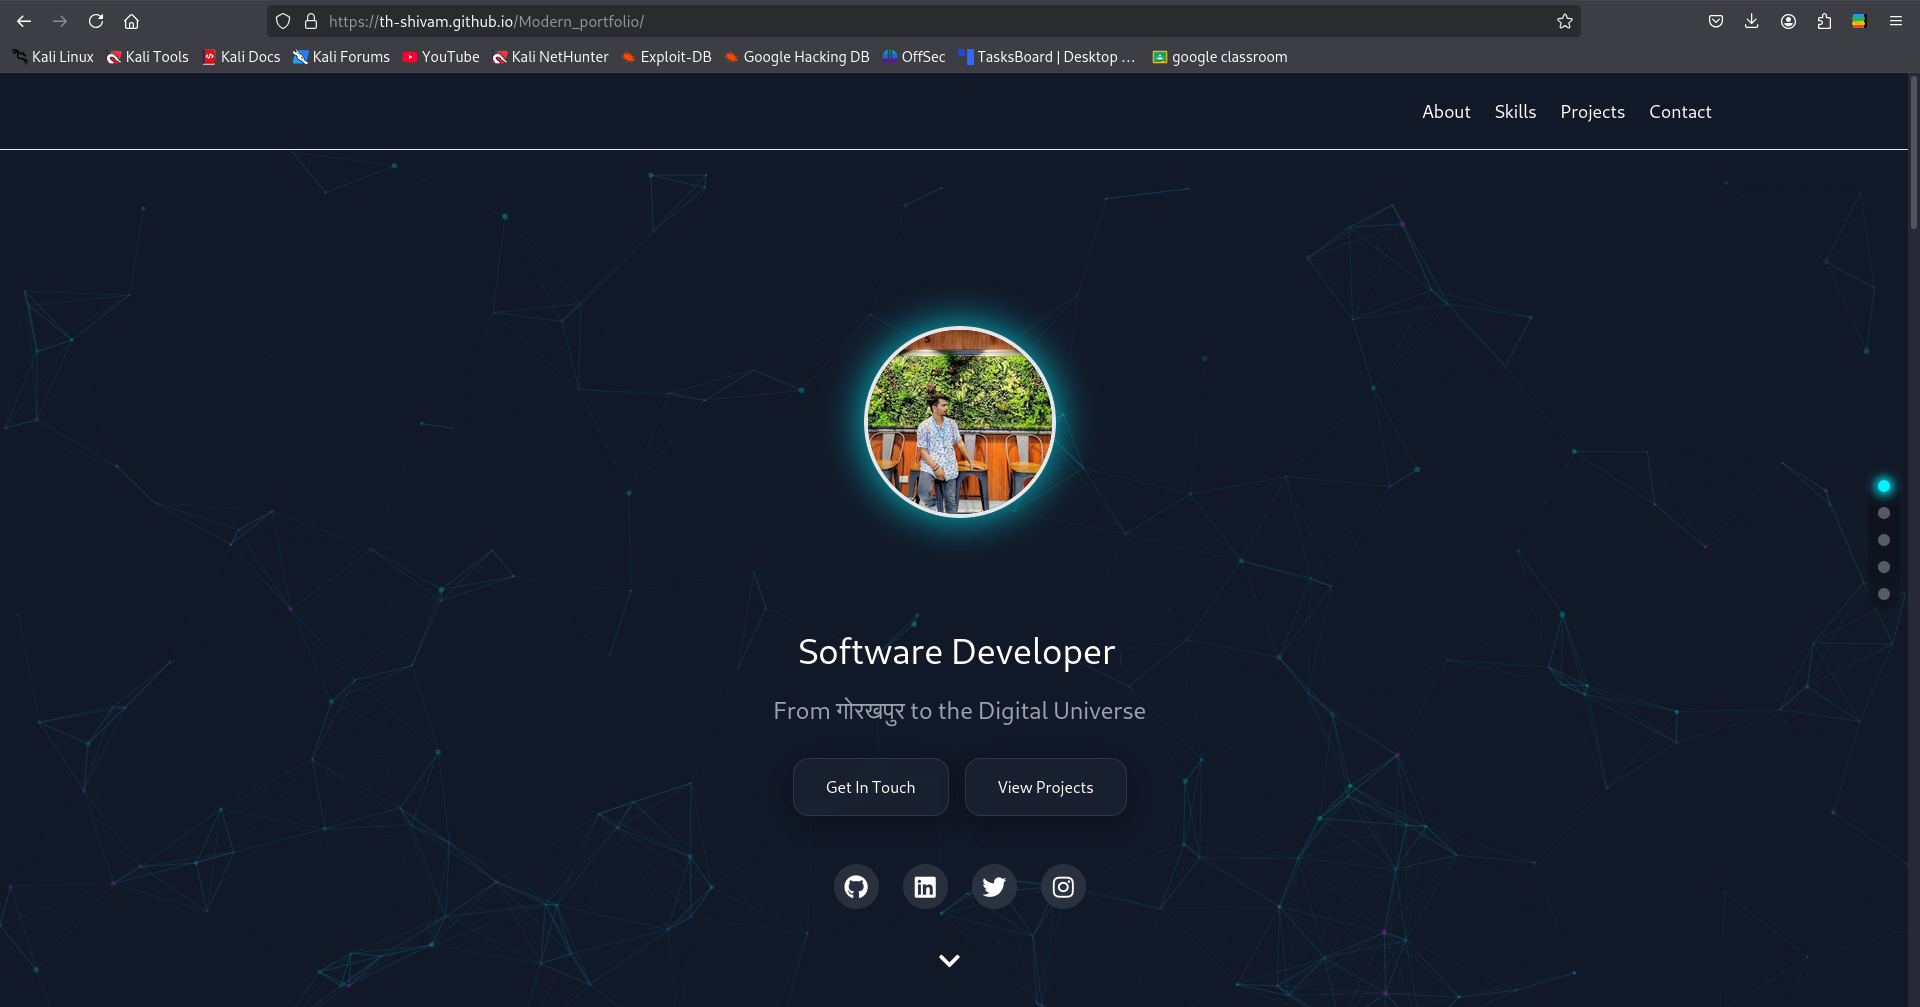 https://th-shivam.github.io/Modern_portfolio/
Kali Linux Kali Tools Kali Docs Kali Forums YouTube Kali NetHunter Exploit-DB Google Hacking DB OffSec TasksBoard | Desktop ... google classroom
About Skills Projects Contact
Software Developer
From गोरखपुर to the Digital Universe
Get In Touch View Projects